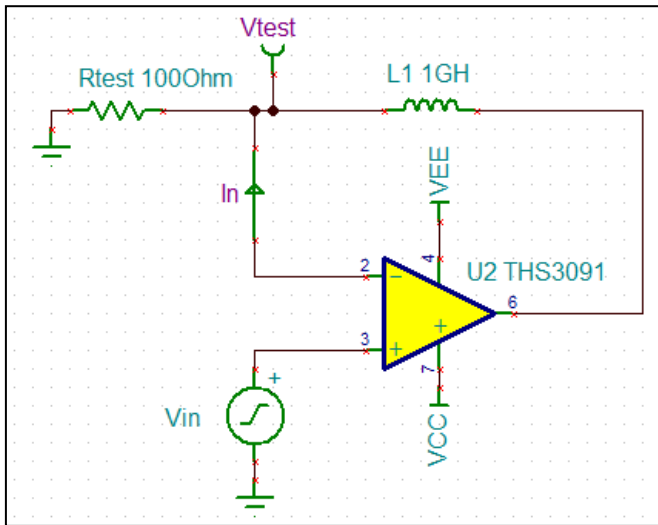 Vtest
Rtest 100Ohm
L1 1GH
In
VEE
2
4
U2 THS3091
6
3
7
Vin
VCC